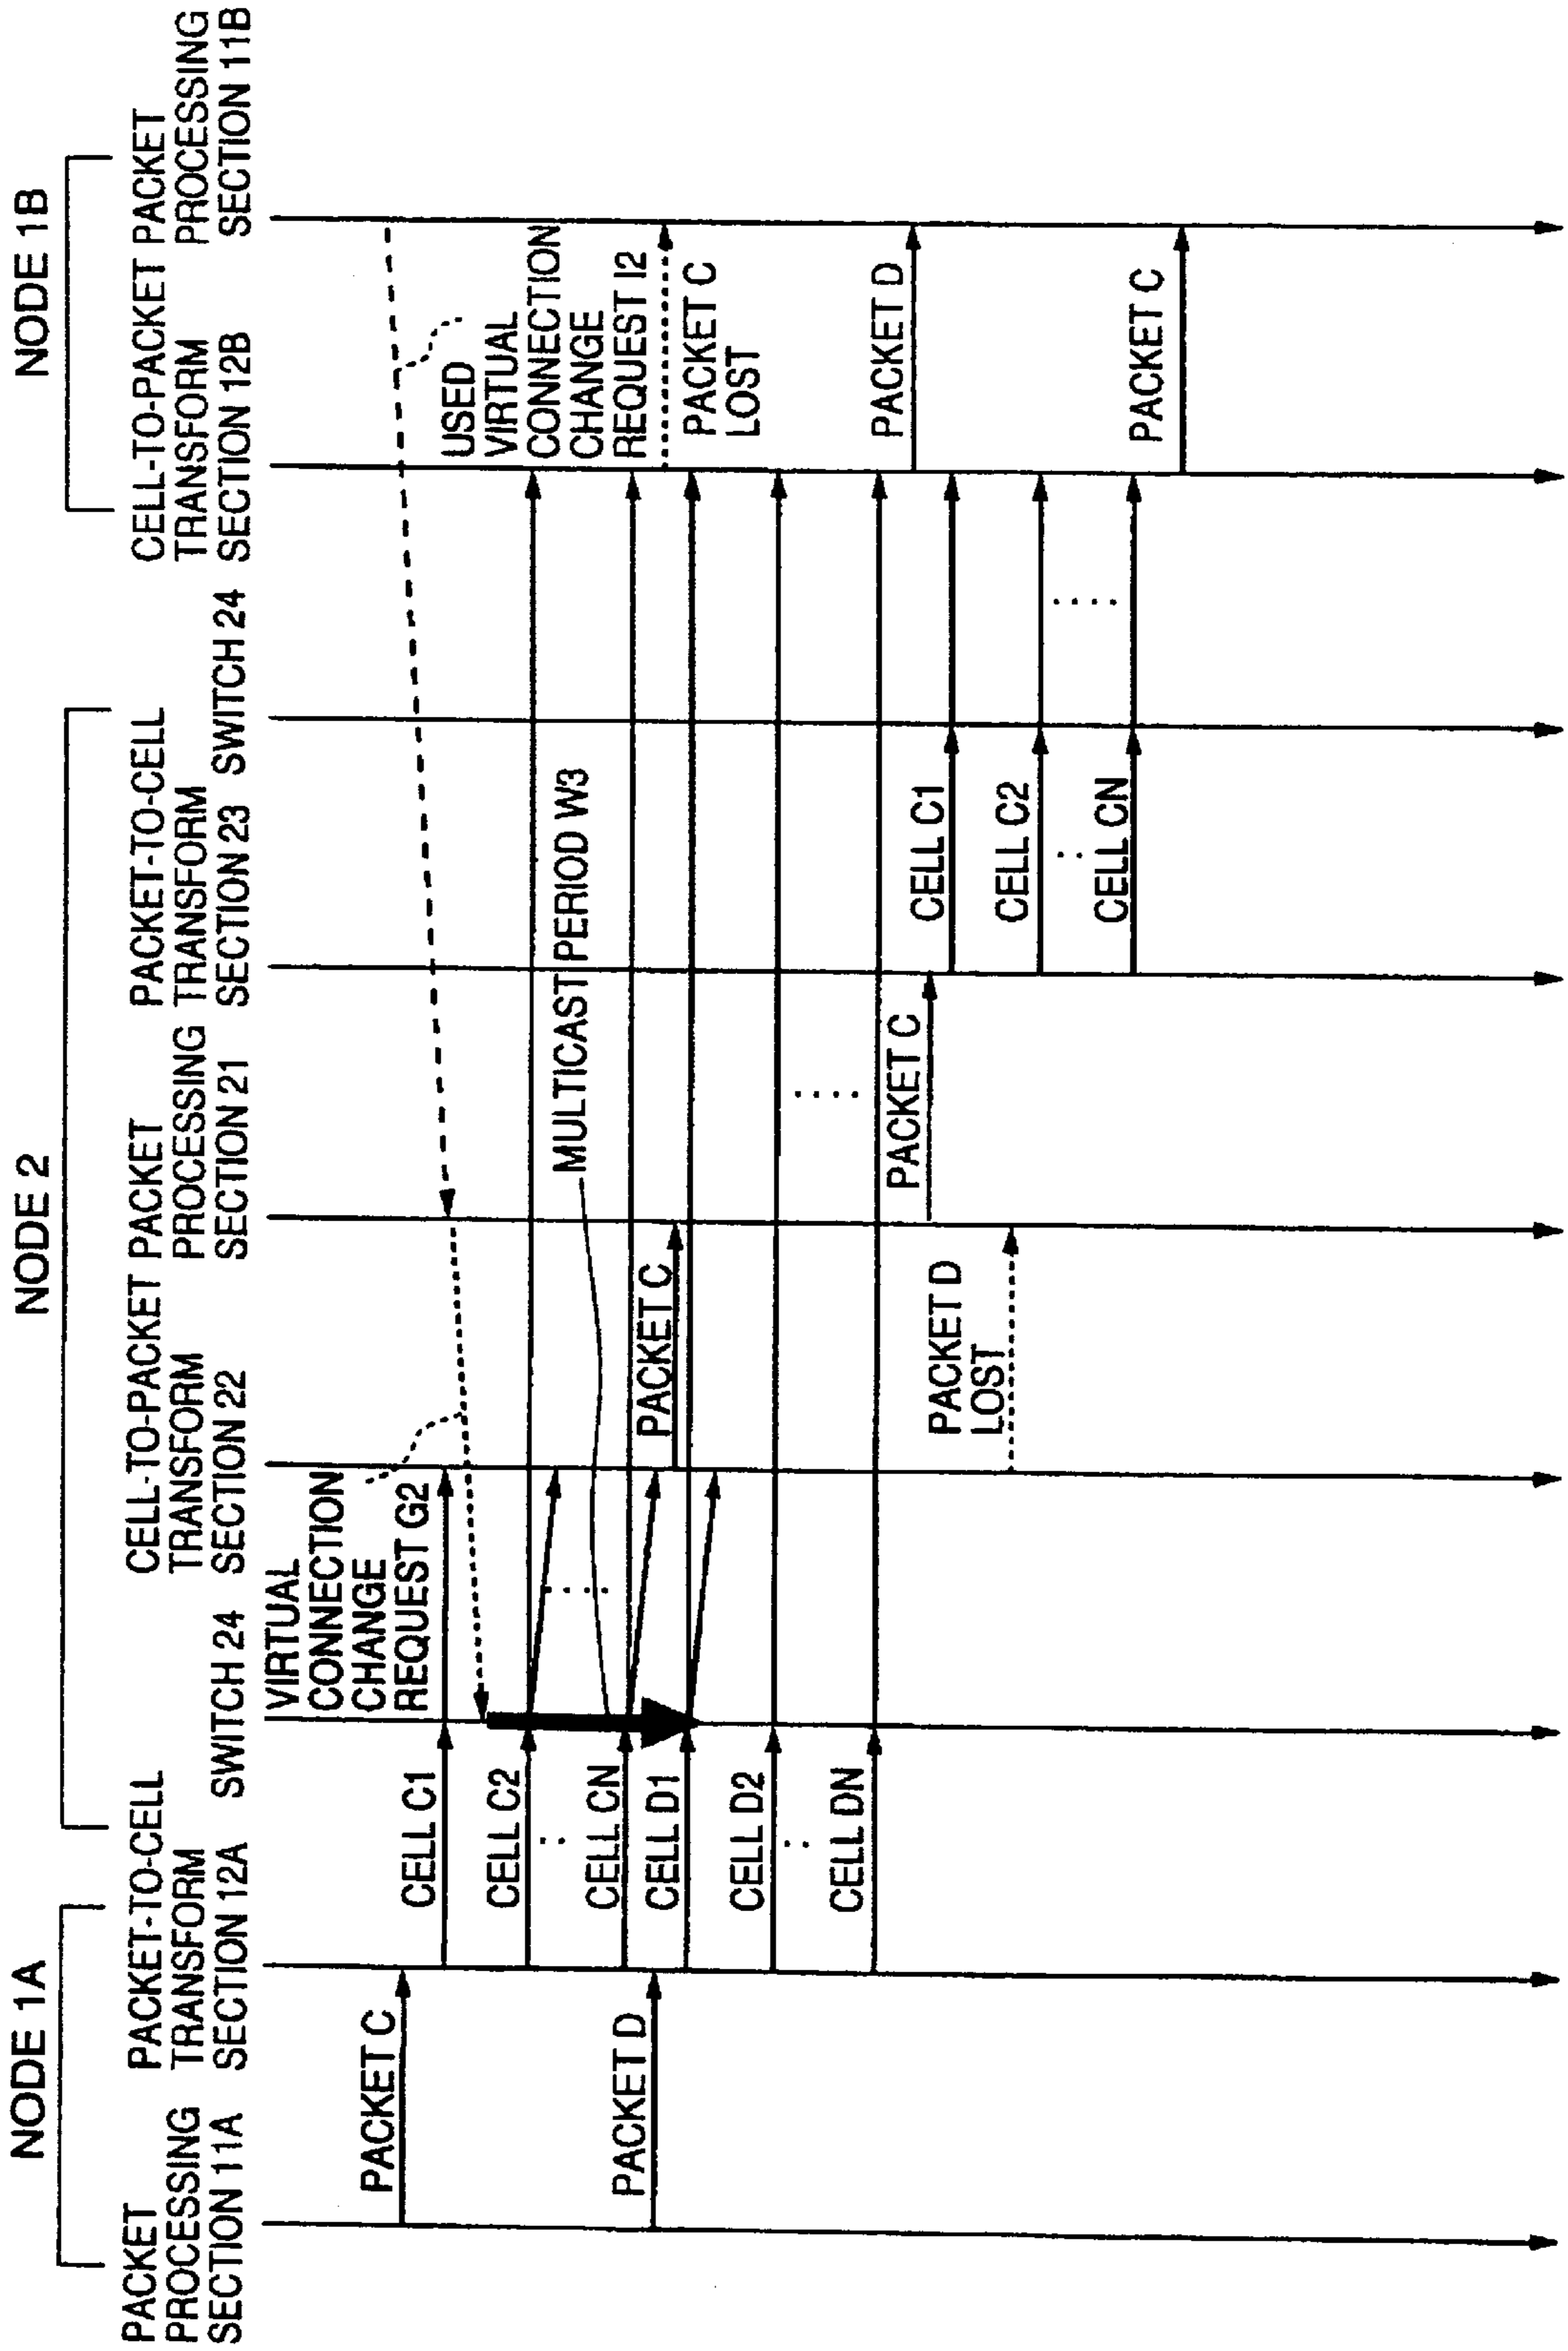 NODE 1A
NODE 2
NODE 1B
PACKET
PROCESSING
SECTION 11A
PACKET-TO-CELL
TRANSFORM
SECTION 12A
SWITCH 24
CELL-TO-PACKET
TRANSFORM
SECTION 22
PACKET
PROCESSING
SECTION 21
PACKET-TO-CELL
TRANSFORM
SECTION 23
SWITCH 24
CELL-TO-PACKET
TRANSFORM
SECTION 12B
PACKET
PROCESSING
SECTION 11B
VIRTUAL
CONNECTION
CHANGE
REQUEST G2
USED
VIRTUAL
CONNECTION
CHANGE
REQUEST I2
PACKET C
CELL C1
CELL C2
CELL CN
MULTICAST PERIOD W3
PACKET D
CELL D1
CELL D2
CELL DN
PACKET C
PACKET C
LOST
PACKET C
PACKET D
CELL C1
PACKET D
LOST
CELL C2
CELL CN
PACKET C